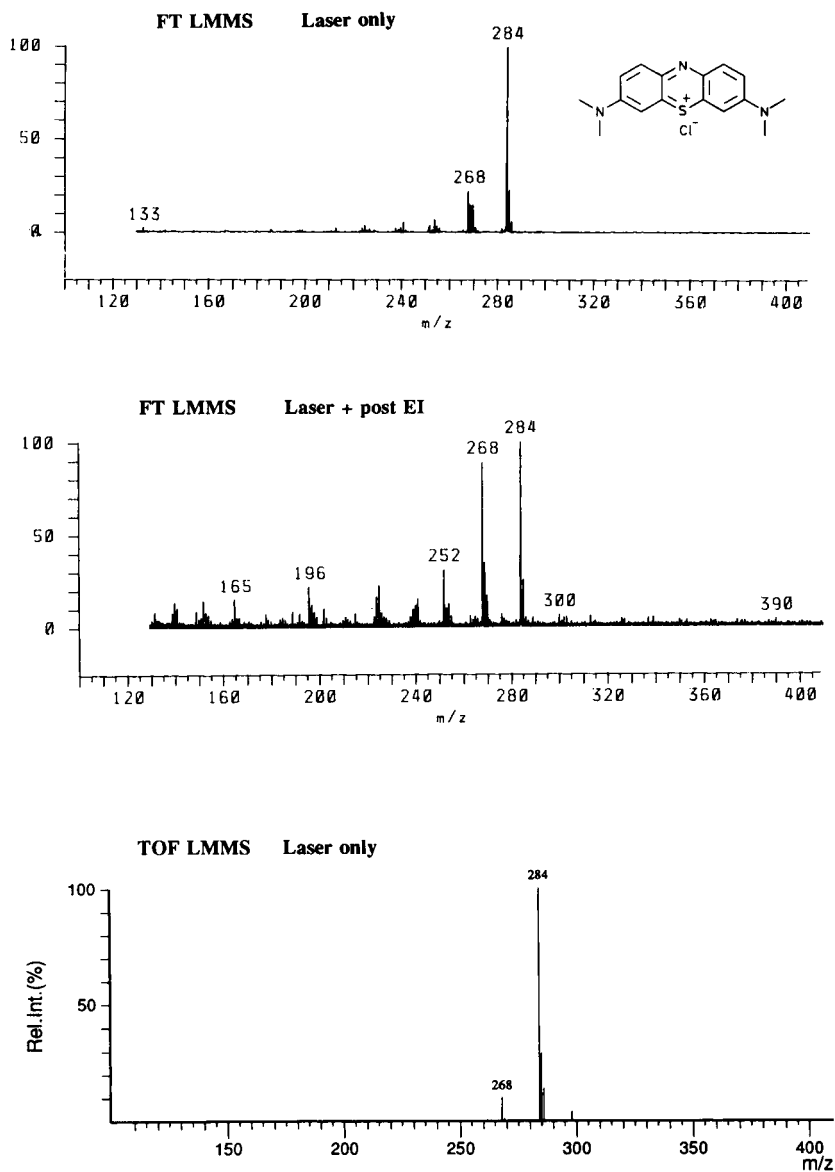 FT LMMS Laser only
284
100
50
268
133
0
N
N
S
+
N
Cl⁻
120 160 200 240 280 320 360 400
m/z
FT LMMS Laser + post EI
284
268
100
50
252
196
165
300
390
0
120 160 200 240 280 320 360 400
m/z
TOF LMMS Laser only
284
100
Rel.Int.(%)
50
268
150 200 250 300 350 400
m/z